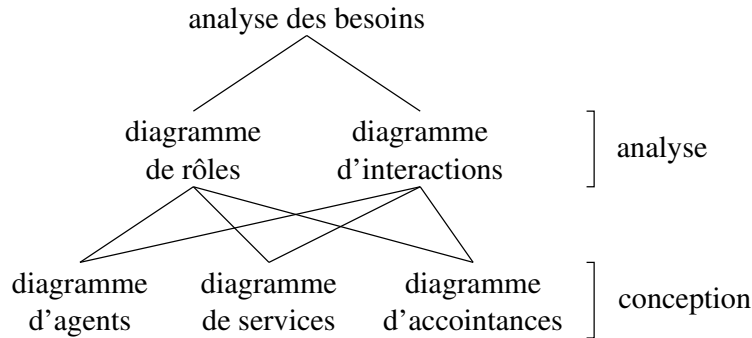 analyse des besoins
diagramme
de rôles
diagramme
d'interactions
analyse
diagramme
d'agents
diagramme
de services
diagramme
d'accointances
conception